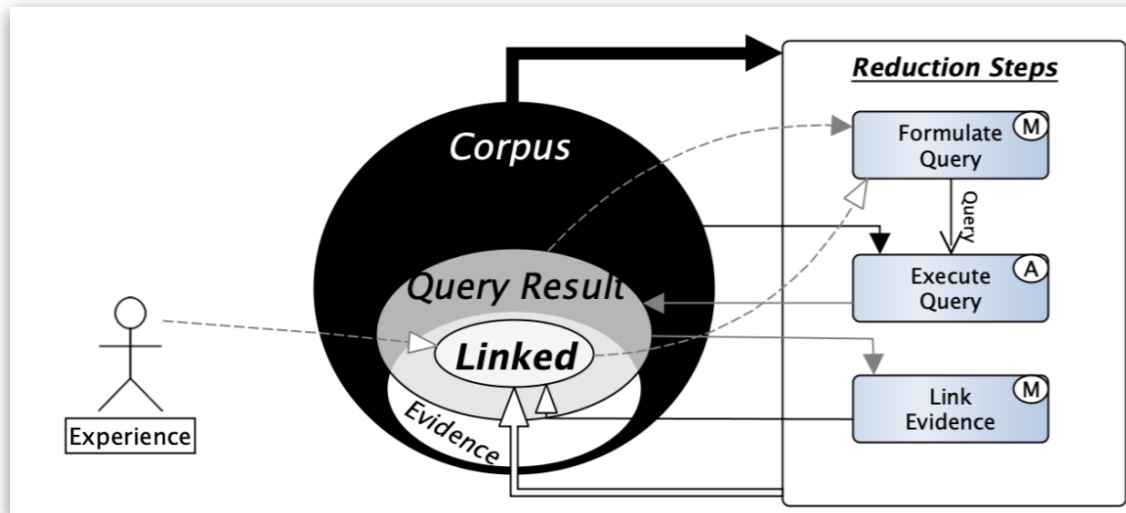 Corpus
Query Result
Linked
Evidence
Experience
Reduction Steps
Formulate
Query
M
Query
Execute
Query
A
Link
Evidence
M